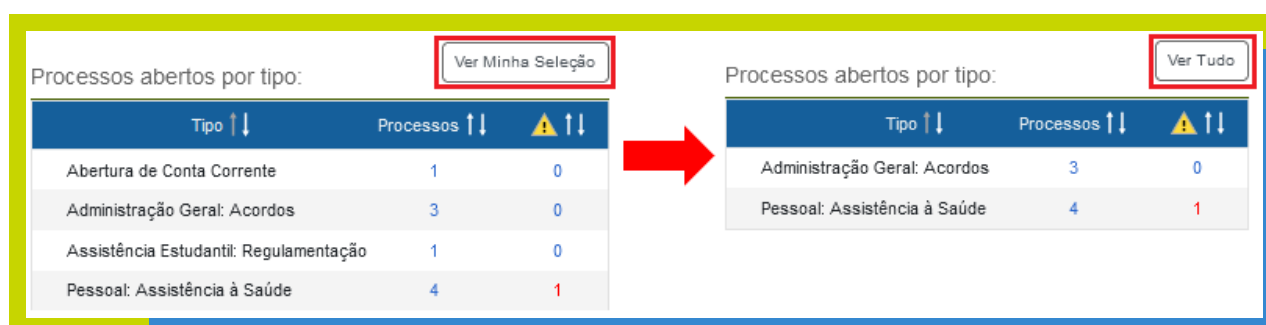 Ver Minha Seleção
Processos abertos por tipo:
Tipo Processos
Abertura de Conta Corrente 1 0
Administração Geral: Acordos 3 0
Assistência Estudantil: Regulamentação 1 0
Pessoal: Assistência à Saúde 4 1
Ver Tudo
Processos abertos por tipo:
Tipo Processos
Administração Geral: Acordos 3 0
Pessoal: Assistência à Saúde 4 1